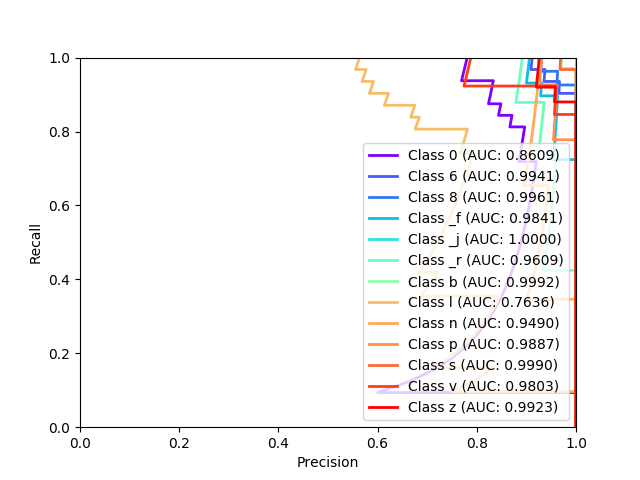 1.0
0.8
0.6
0.4
0.2
0.0
Recall
Class 0 (AUC: 0.8609)
Class 6 (AUC: 0.9941)
Class 8 (AUC: 0.9961)
Class _f (AUC: 0.9841)
Class _j (AUC: 1.0000)
Class _r (AUC: 0.9609)
Class b (AUC: 0.9992)
Class l (AUC: 0.7636)
Class n (AUC: 0.9490)
Class p (AUC: 0.9887)
Class s (AUC: 0.9990)
Class v (AUC: 0.9803)
Class z (AUC: 0.9923)
0.0 0.2 0.4 0.6 0.8 1.0
Precision